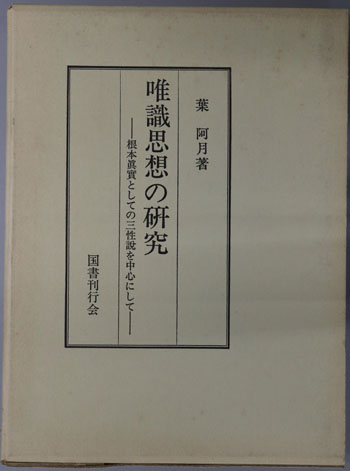 葉 阿月著
唯識思想の研究
――根本眞實としての三性説を中心にして――
国書刊行会